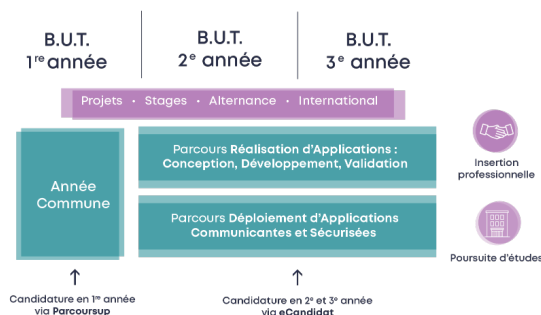 B.U.T.
1re année
B.U.T.
2e année
B.U.T.
3e année
Projets • Stages • Alternance • International
Année
Commune
Parcours Réalisation d'Applications :
Conception, Développement, Validation
Parcours Déploiement d'Applications
Communicantes et Sécurisées
Insertion
professionnelle
Poursuite d'études
Candidature en 1re année
via Parcoursup
Candidature en 2e et 3e année
via eCandidat